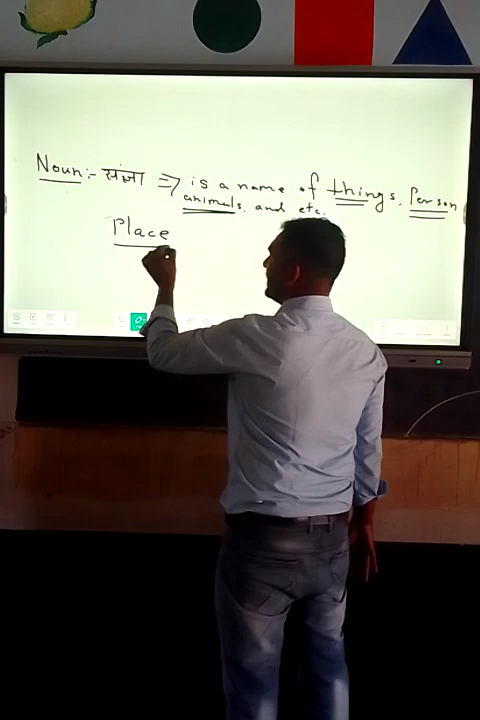 Noun:- संज्ञा ⇒ is a name of things, Person
animals, and etc.
Place